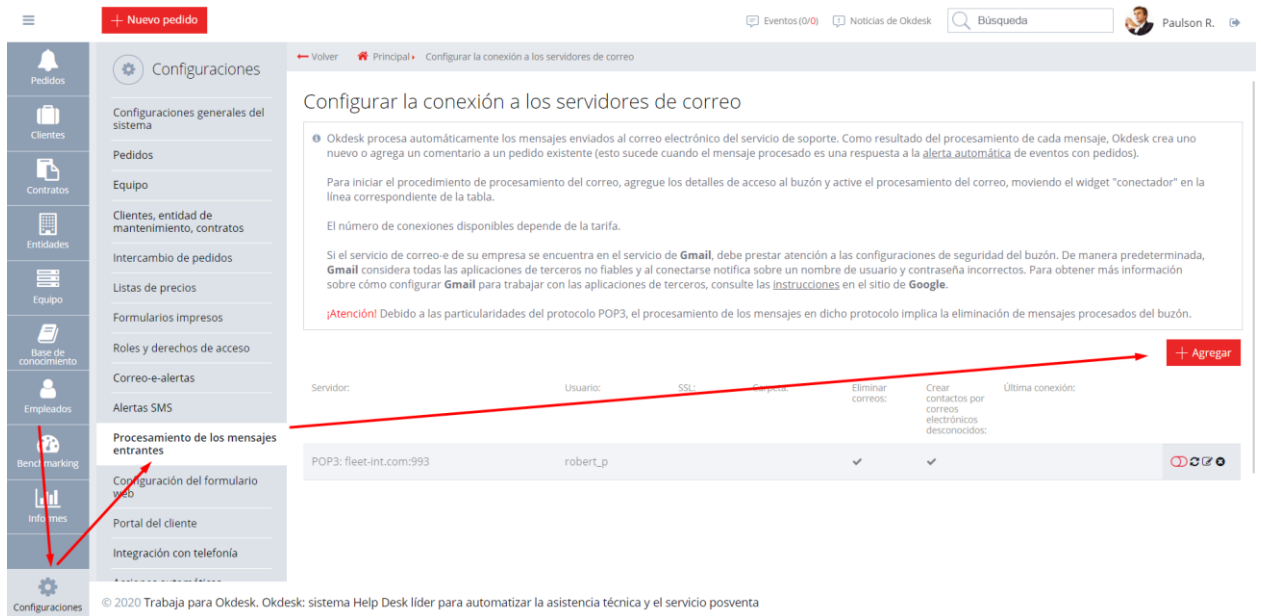 Nuevo pedido
Eventos (0/0)
Noticias de Okdesk
Búsqueda
Paulson R.
Pedidos
Clientes
Contratos
Entidades
Equipo
Base de
conocimiento
Empleados
Benchmarking
Informes
Configuraciones
Configuraciones
Configuraciones generales del
sistema
Pedidos
Equipo
Clientes, entidad de
mantenimiento, contratos
Intercambio de pedidos
Listas de precios
Formularios impresos
Roles y derechos de acceso
Correo-e-alertas
Alertas SMS
Procesamiento de los mensajes
entrantes
Configuración del formulario
web
Portal del cliente
Integración con telefonía
Volver
Principal
Configurar la conexión a los servidores de correo
Configurar la conexión a los servidores de correo
Okdesk procesa automáticamente los mensajes enviados al correo electrónico del servicio de soporte. Como resultado del procesamiento de cada mensaje, Okdesk crea uno
nuevo o agrega un comentario a un pedido existente (esto sucede cuando el mensaje procesado es una respuesta a la alerta automática de eventos con pedidos).
Para iniciar el procedimiento de procesamiento del correo, agregue los detalles de acceso al buzón y active el procesamiento del correo, moviendo el widget "conectador" en la
línea correspondiente de la tabla.
El número de conexiones disponibles depende de la tarifa.
Si el servicio de correo-e de su empresa se encuentra en el servicio de Gmail, debe prestar atención a las configuraciones de seguridad del buzón. De manera predeterminada,
Gmail considera todas las aplicaciones de terceros no fiables y al conectarse notifica sobre un nombre de usuario y contraseña incorrectos. Para obtener más información
sobre cómo configurar Gmail para trabajar con las aplicaciones de terceros, consulte las instrucciones en el sitio de Google.
¡Atención! Debido a las particularidades del protocolo POP3, el procesamiento de los mensajes en dicho protocolo implica la eliminación de mensajes procesados del buzón.
Agregar
Servidor:
Usuario:
SSL:
Carpeta:
Eliminar
correos:
Crear
contactos por
correos
electrónicos
desconocidos:
Última conexión:
POP3: fleet-int.com:993
robert_p
© 2020 Trabaja para Okdesk. Okdesk: sistema Help Desk líder para automatizar la asistencia técnica y el servicio posventa